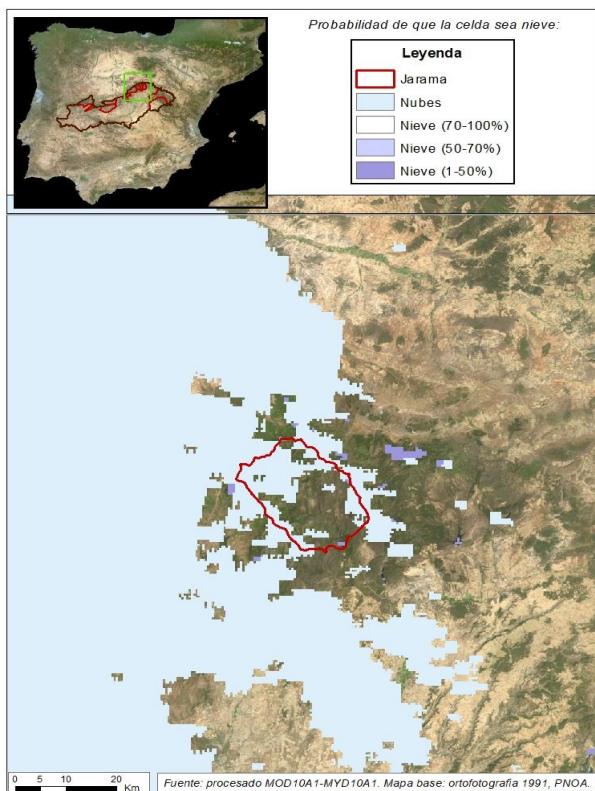 Probabilidad de que la celda sea nieve:
Leyenda
Jarama
Nubes
Nieve (70-100%)
Nieve (50-70%)
Nieve (1-50%)
0 5 10 20
Km
Fuente: procesado MOD10A1-MYD10A1. Mapa base: ortofotografia 1991, PNOA.